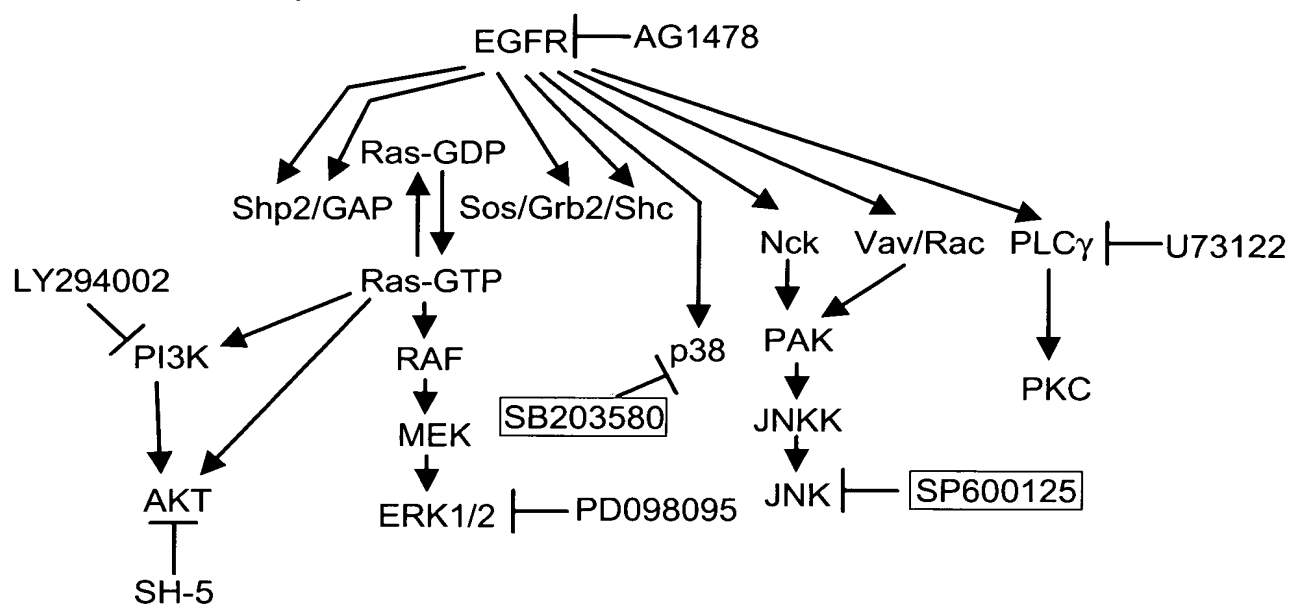 EGFR
AG1478
Ras-GDP
Shp2/GAP
Sos/Grb2/Shc
Nck
Vav/Rac
PLCγ
U73122
LY294002
Ras-GTP
PI3K
RAF
p38
PAK
PKC
SB203580
MEK
JNKK
AKT
ERK1/2
PD098095
JNK
SP600125
SH-5